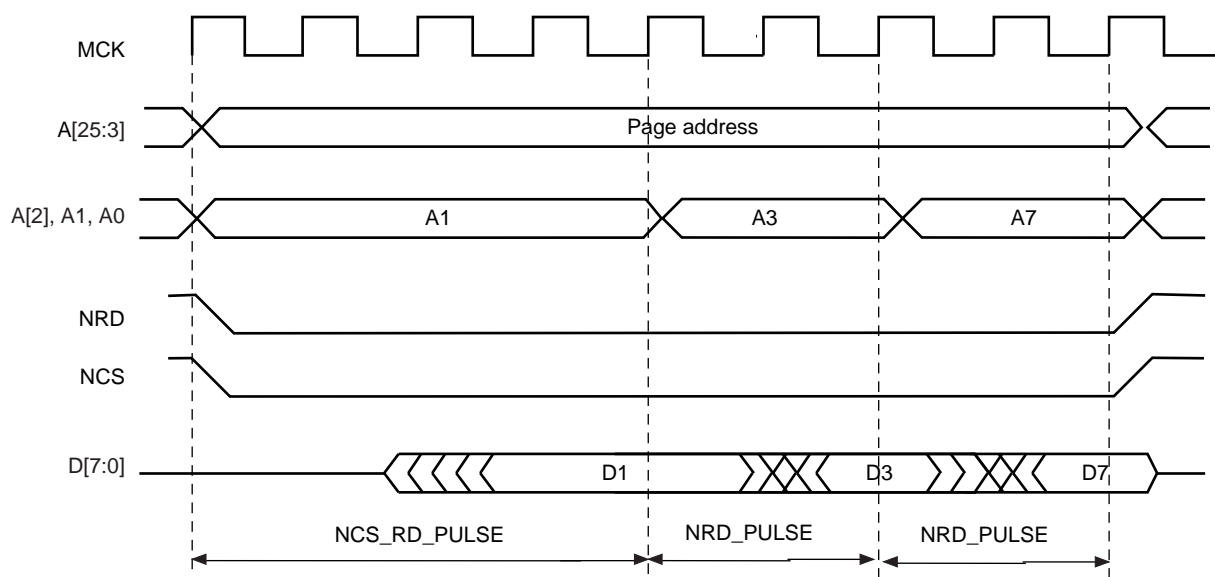 MCK
A[25:3]
Page address
A[2], A1, A0
A1
A3
A7
NRD
NCS
D[7:0]
D1
D3
D7
NCS_RD_PULSE
NRD_PULSE
NRD_PULSE